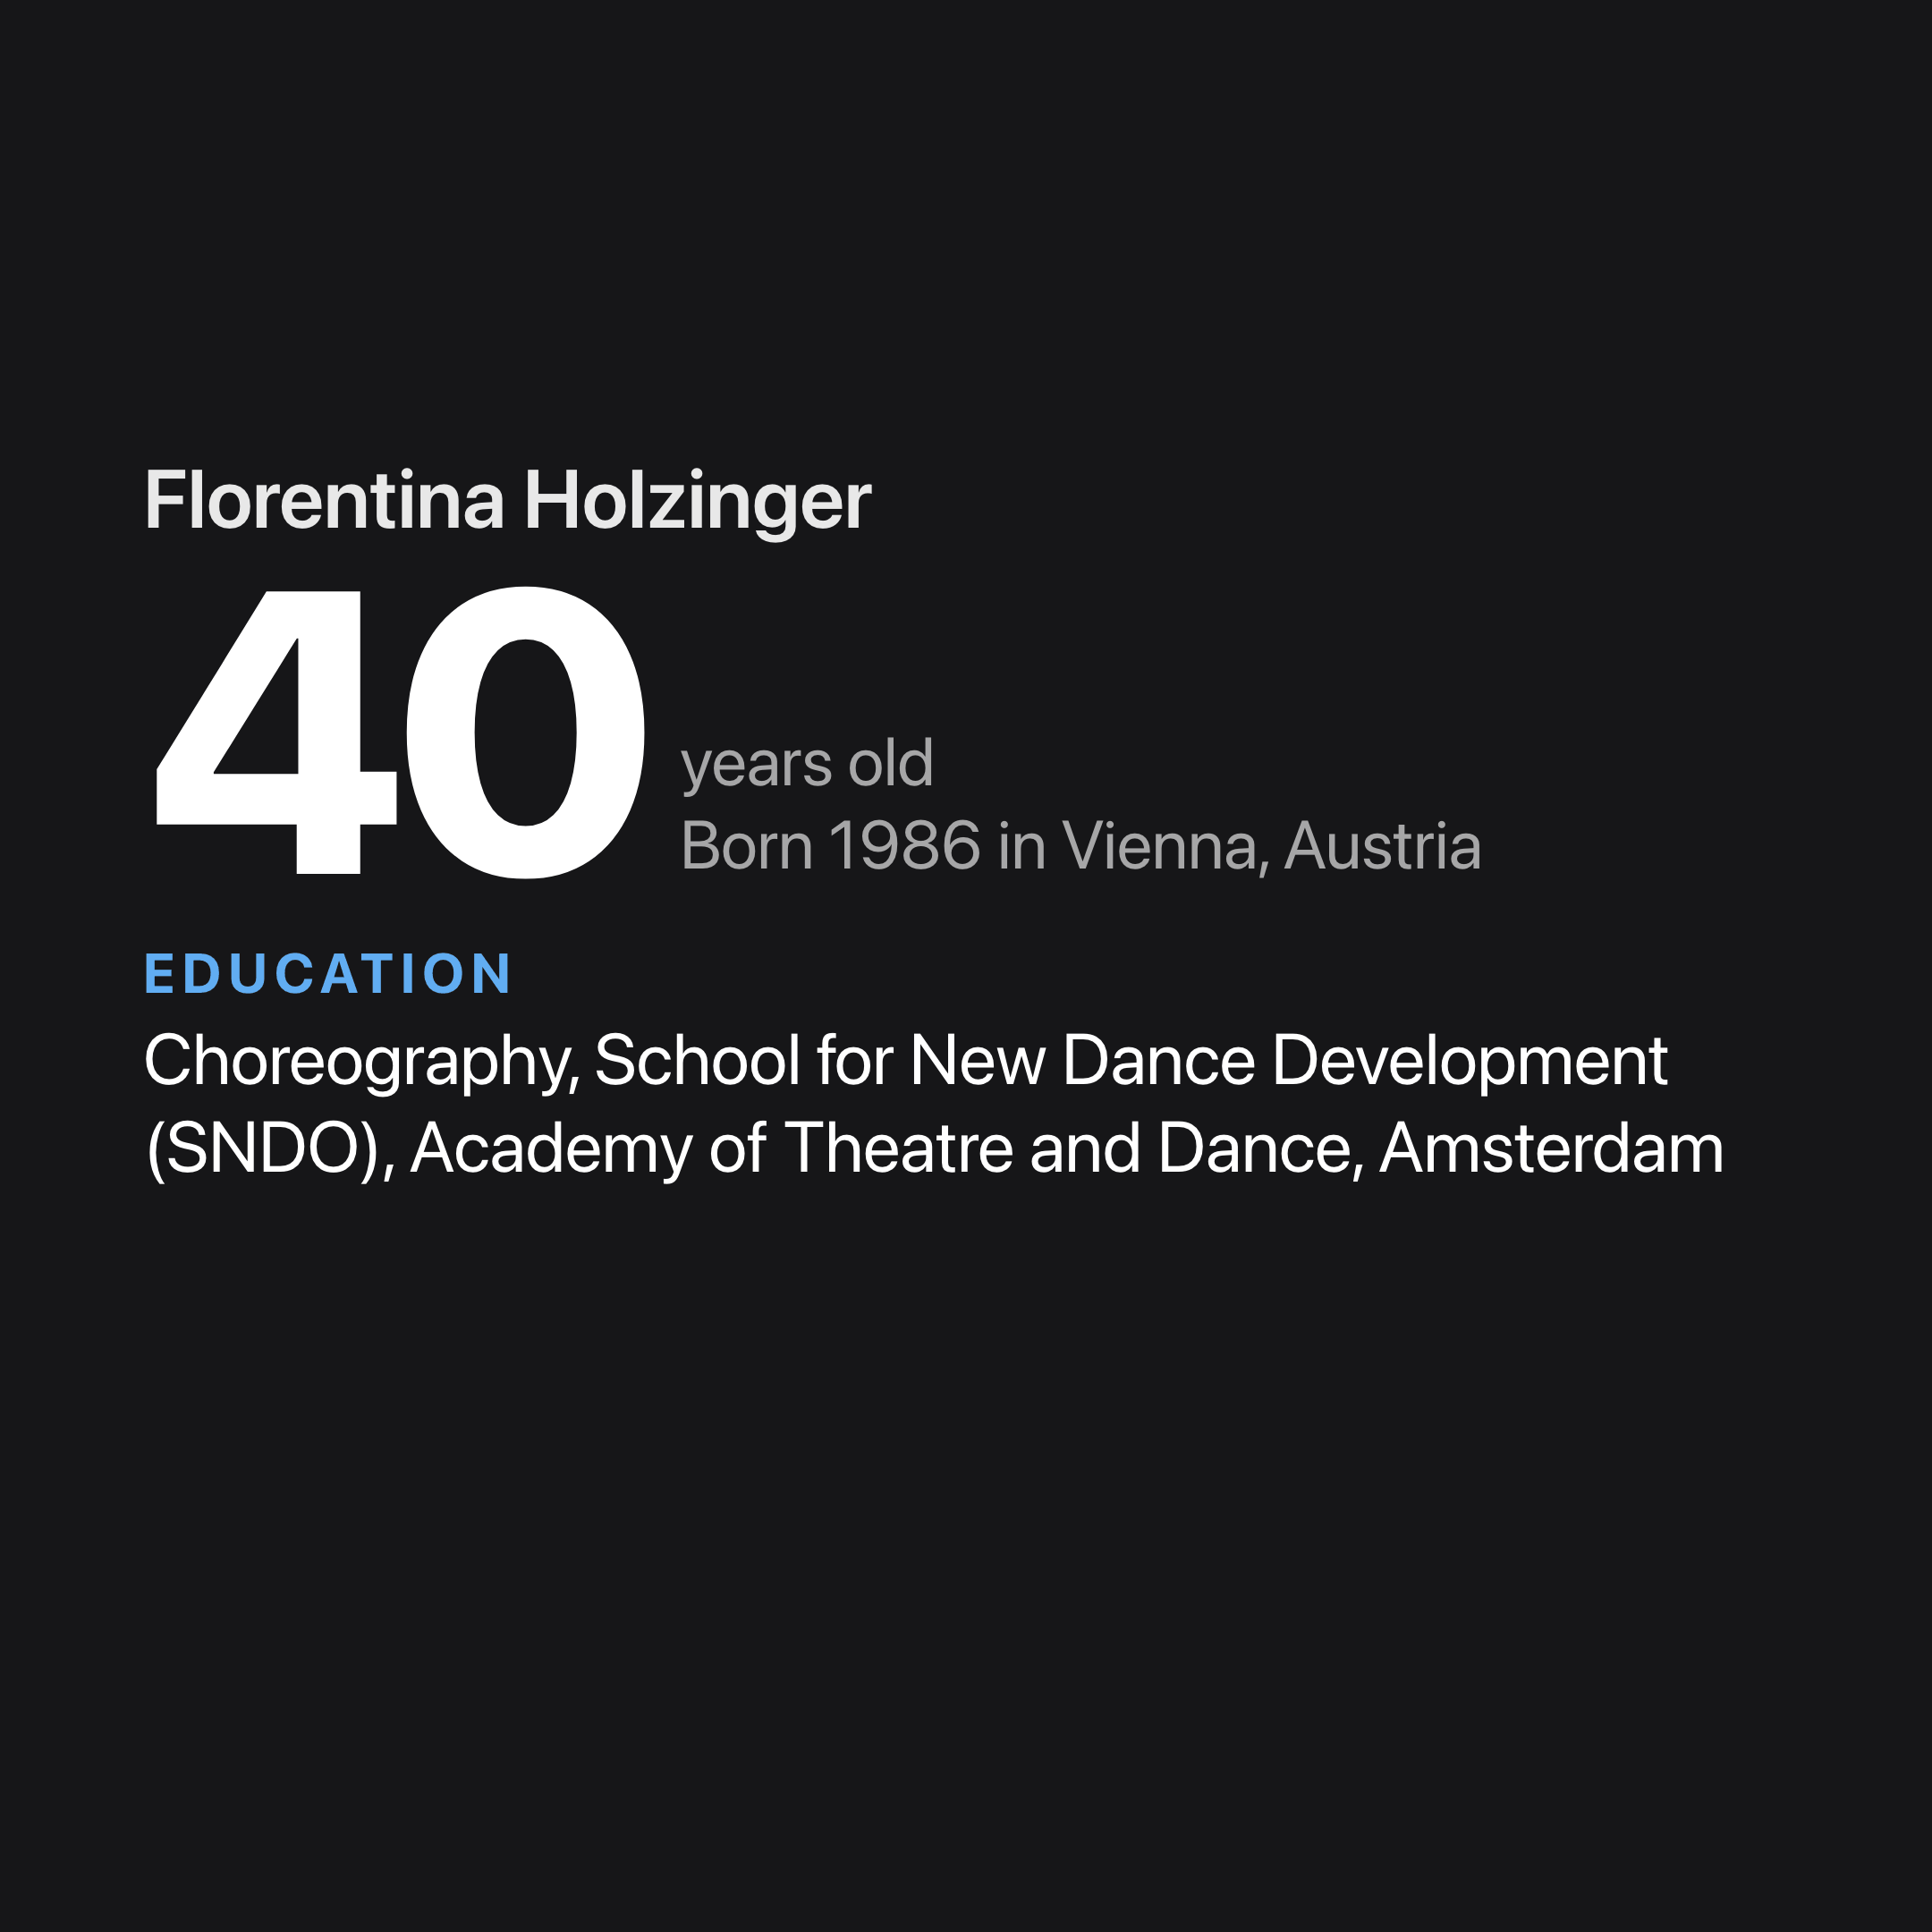 Florentina Holzinger
40
years old
Born 1986 in Vienna, Austria
EDUCATION
Choreography, School for New Dance Development
(SNDO), Academy of Theatre and Dance, Amsterdam